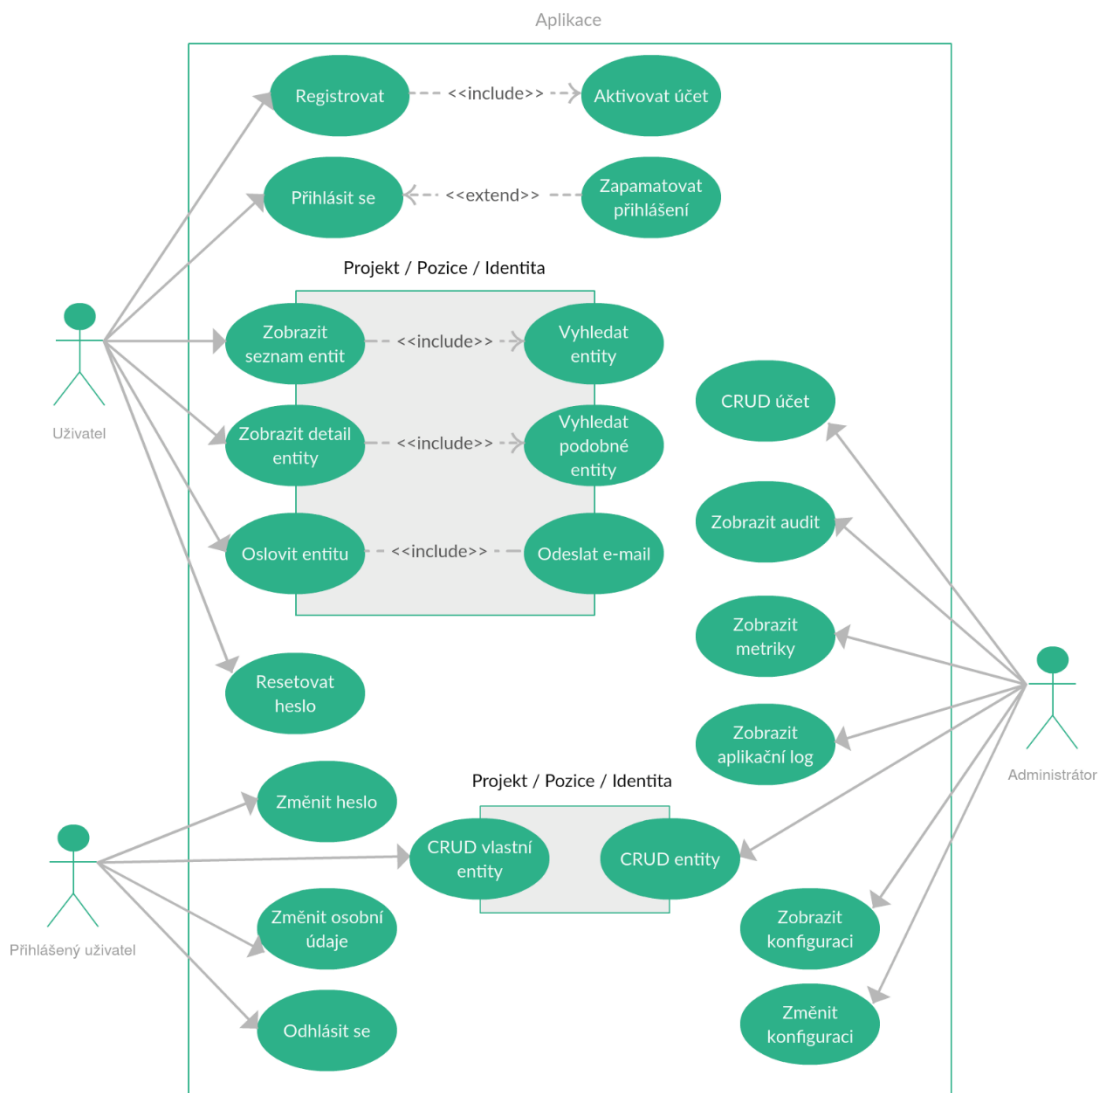 Aplikace
Registrovat
<<include>>
Aktivovat účet
Přihlásit se
<<extend>>
Zapamatovat
přihlášení
Projekt / Pozice / Identita
Zobrazit
seznam entit
<<include>>
Vyhledat
entity
Uživatel
CRUD účet
Zobrazit detail
entity
<<include>>
Vyhledat
podobné
entity
Zobrazit audit
Oslovit entitu
<<include>>
Odeslat e-mail
Zobrazit
metriky
Resetovat
heslo
Zobrazit
aplikační log
Administrátor
Projekt / Pozice / Identita
Změnit heslo
CRUD vlastní
entity
CRUD entity
Změnit osobní
údaje
Zobrazit
konfiguraci
Přihlášený uživatel
Odhlásit se
Změnit
konfiguraci